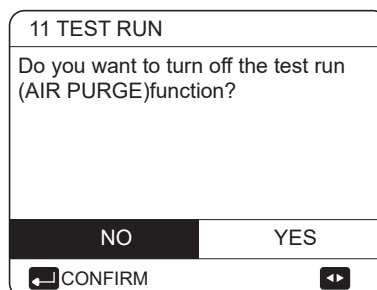 11 TEST RUN
Do you want to turn off the test run
(AIR PURGE)function?
NO YES
CONFIRM